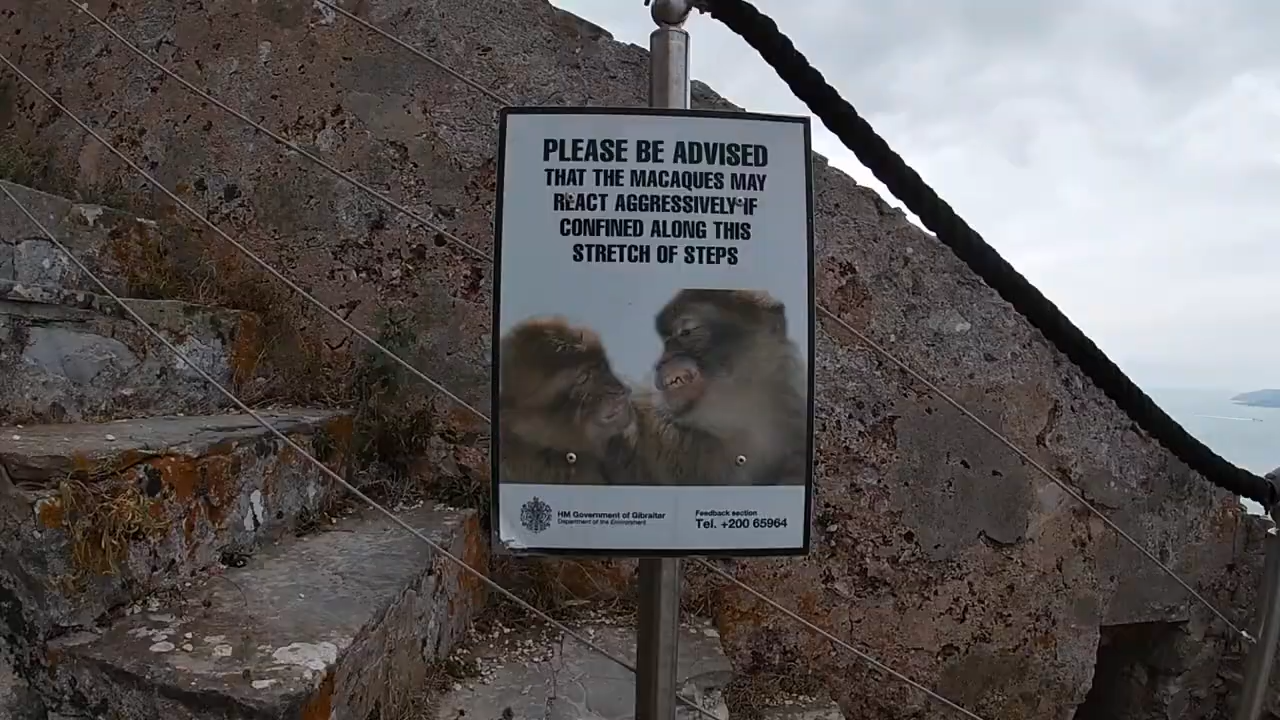 PLEASE BE ADVISED
THAT THE MACAQUES MAY
REACT AGGRESSIVELY IF
CONFINED ALONG THIS
STRETCH OF STEPS
HM Government of Gibraltar
Department of the Environment
Feedback section
Tel. +200 65964